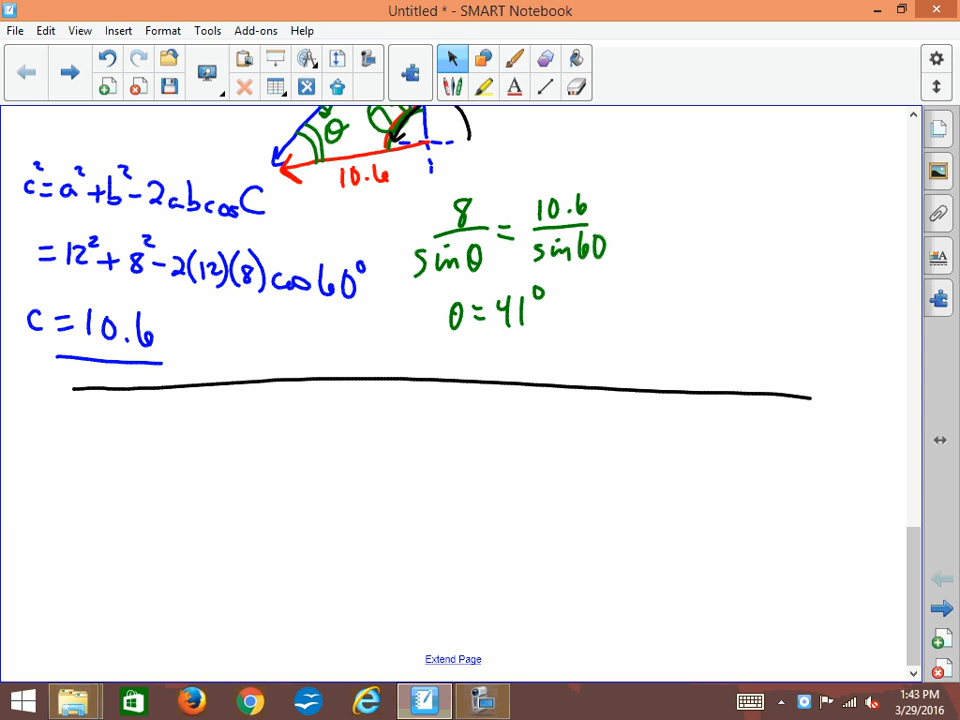 Untitled * - SMART Notebook
File Edit View Insert Format Tools Add-ons Help
θ
10.6
c² = a² + b² - 2ab cos C
= 12² + 8² - 2(12)(8) cos 60°
c = 10.6
8/sin θ = 10.6/sin 60
θ = 41°
Extend Page
1:43 PM
3/29/2016